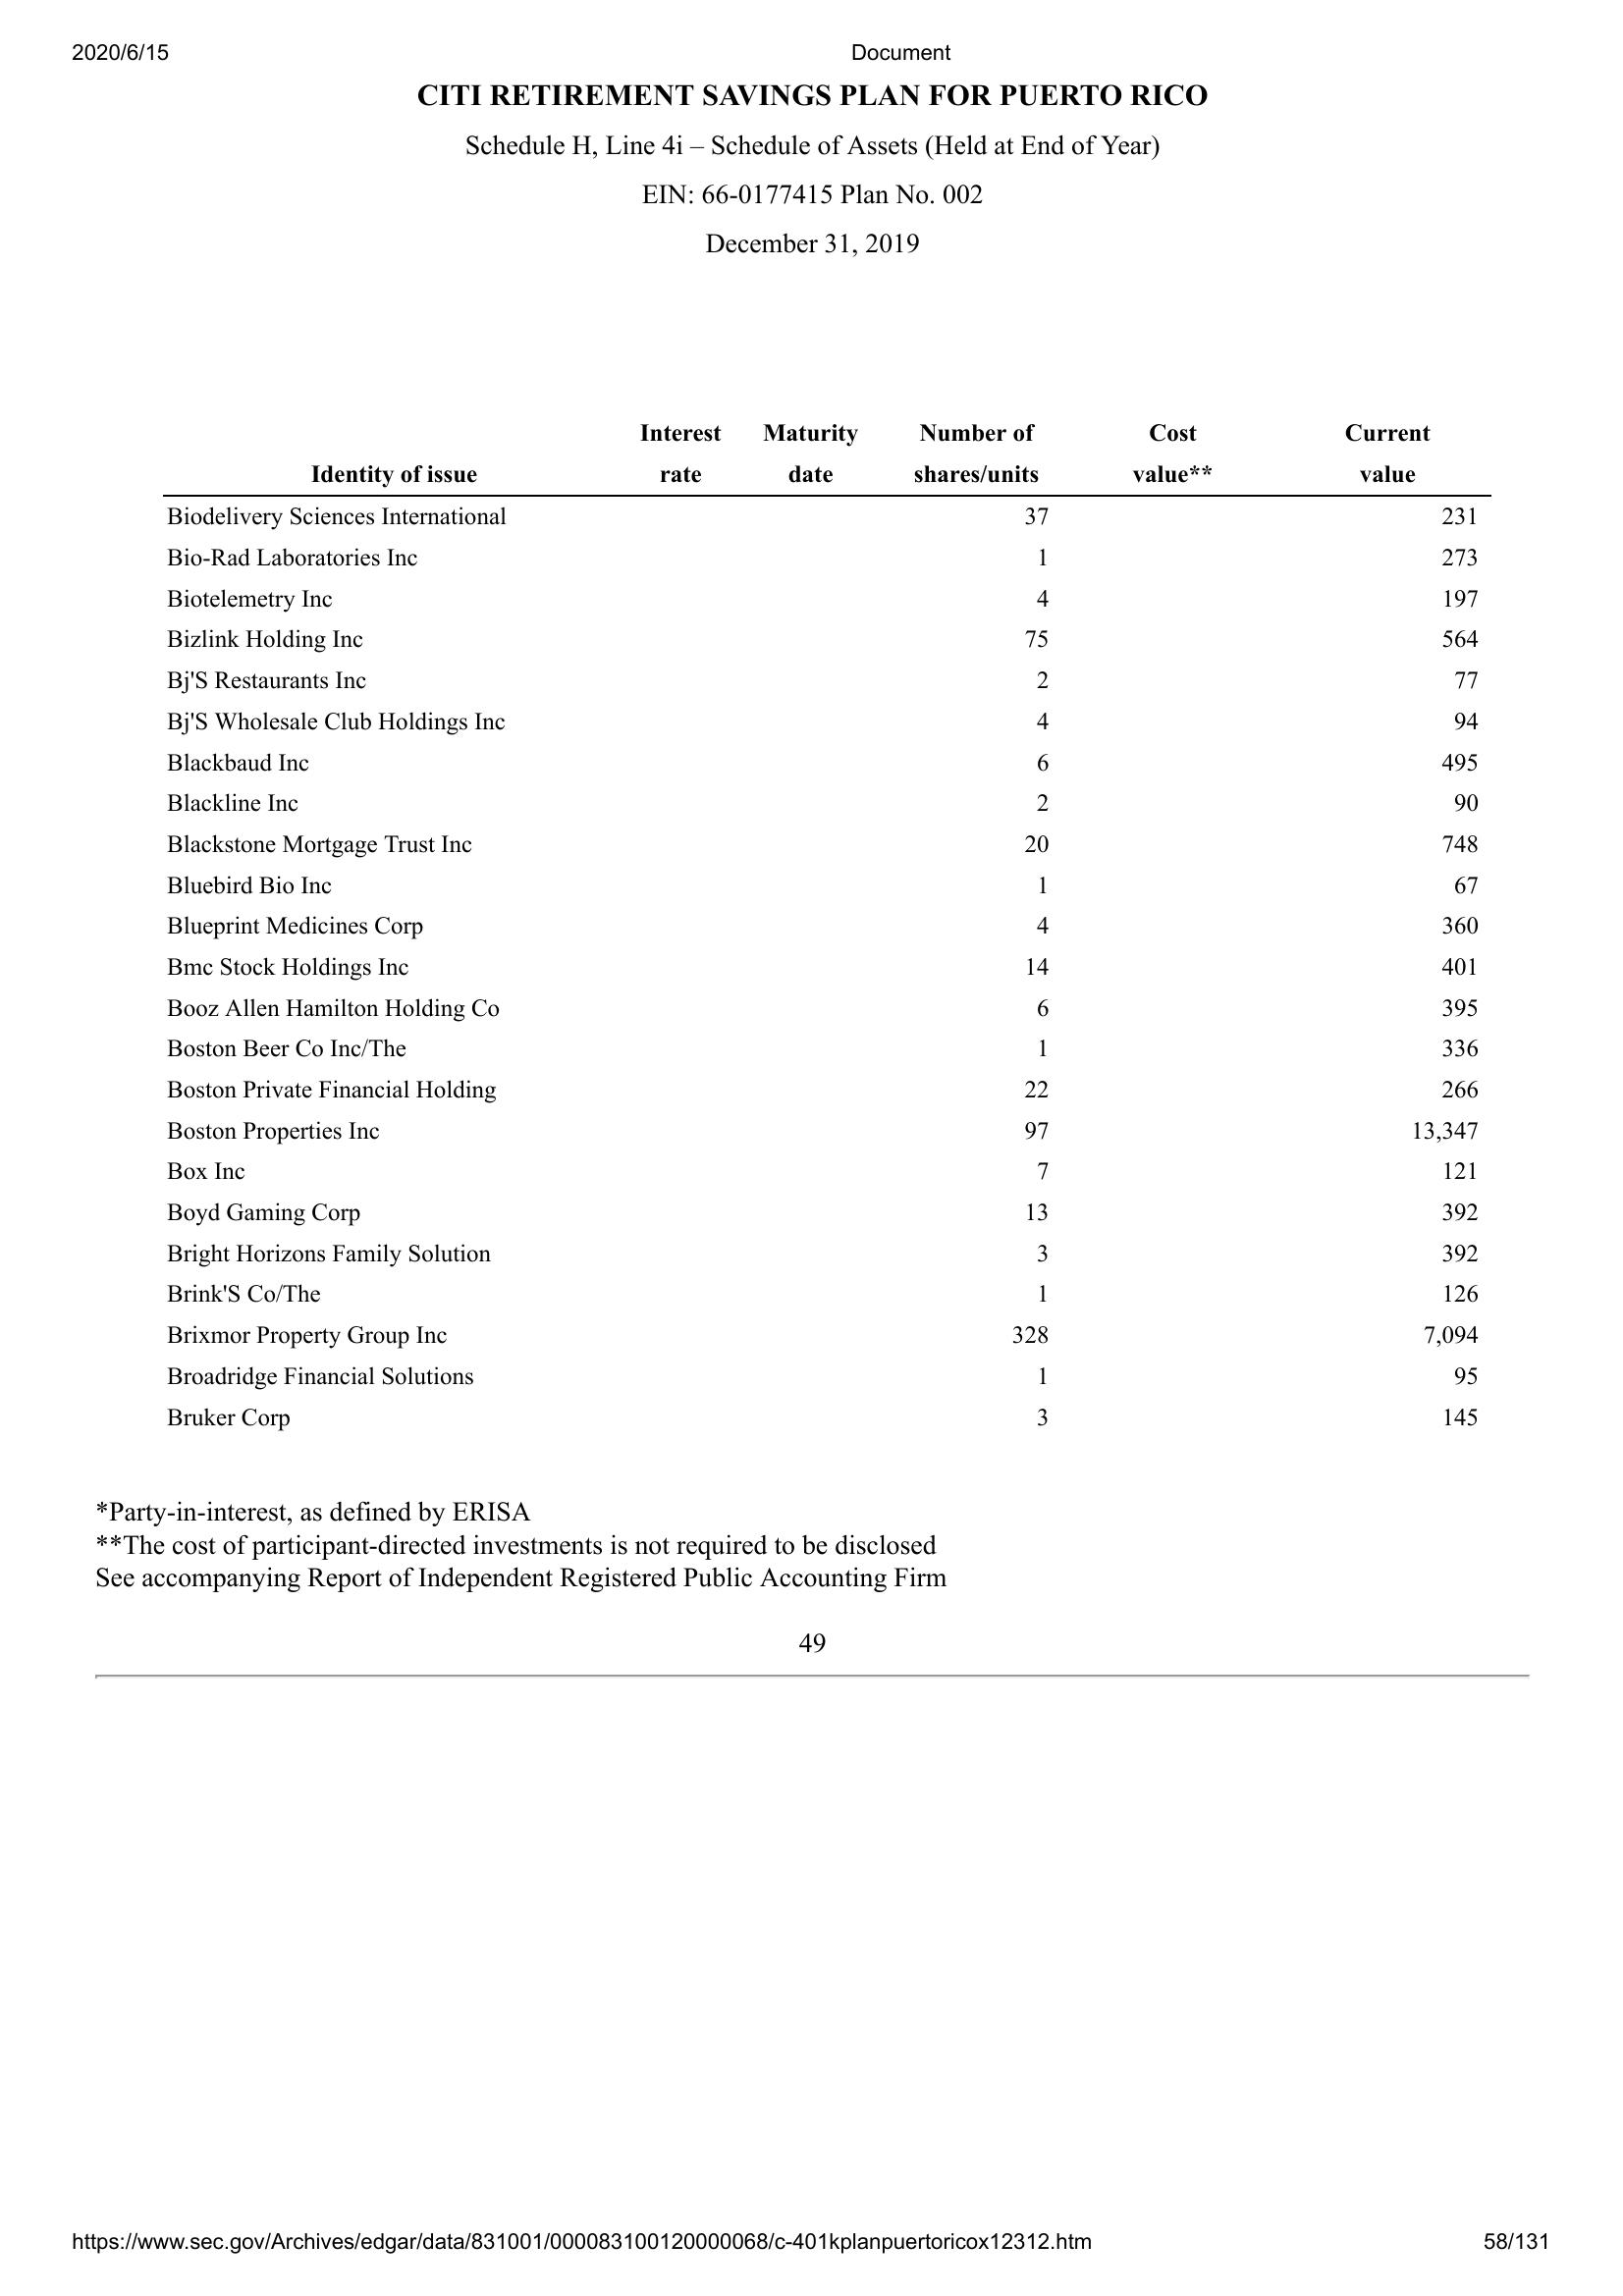 2020/6/15 Document
CITI RETIREMENT SAVINGS PLAN FOR PUERTO RICO
Schedule H, Line 4i – Schedule of Assets (Held at End of Year)
EIN: 66-0177415 Plan No. 002
December 31, 2019
Interest Maturity Number of Cost Current
Identity of issue rate date shares/units value** value
Biodelivery Sciences International 37 231
Bio-Rad Laboratories Inc 1 273
Biotelemetry Inc 4 197
Bizlink Holding Inc 75 564
Bj'S Restaurants Inc 2 77
Bj'S Wholesale Club Holdings Inc 4 94
Blackbaud Inc 6 495
Blackline Inc 2 90
Blackstone Mortgage Trust Inc 20 748
Bluebird Bio Inc 1 67
Blueprint Medicines Corp 4 360
Bmc Stock Holdings Inc 14 401
Booz Allen Hamilton Holding Co 6 395
Boston Beer Co Inc/The 1 336
Boston Private Financial Holding 22 266
Boston Properties Inc 97 13,347
Box Inc 7 121
Boyd Gaming Corp 13 392
Bright Horizons Family Solution 3 392
Brink'S Co/The 1 126
Brixmor Property Group Inc 328 7,094
Broadridge Financial Solutions 1 95
Bruker Corp 3 145
*Party-in-interest, as defined by ERISA
**The cost of participant-directed investments is not required to be disclosed
See accompanying Report of Independent Registered Public Accounting Firm
49
https://www.sec.gov/Archives/edgar/data/831001/000083100120000068/c-401kplanpuertoricox12312.htm 58/131